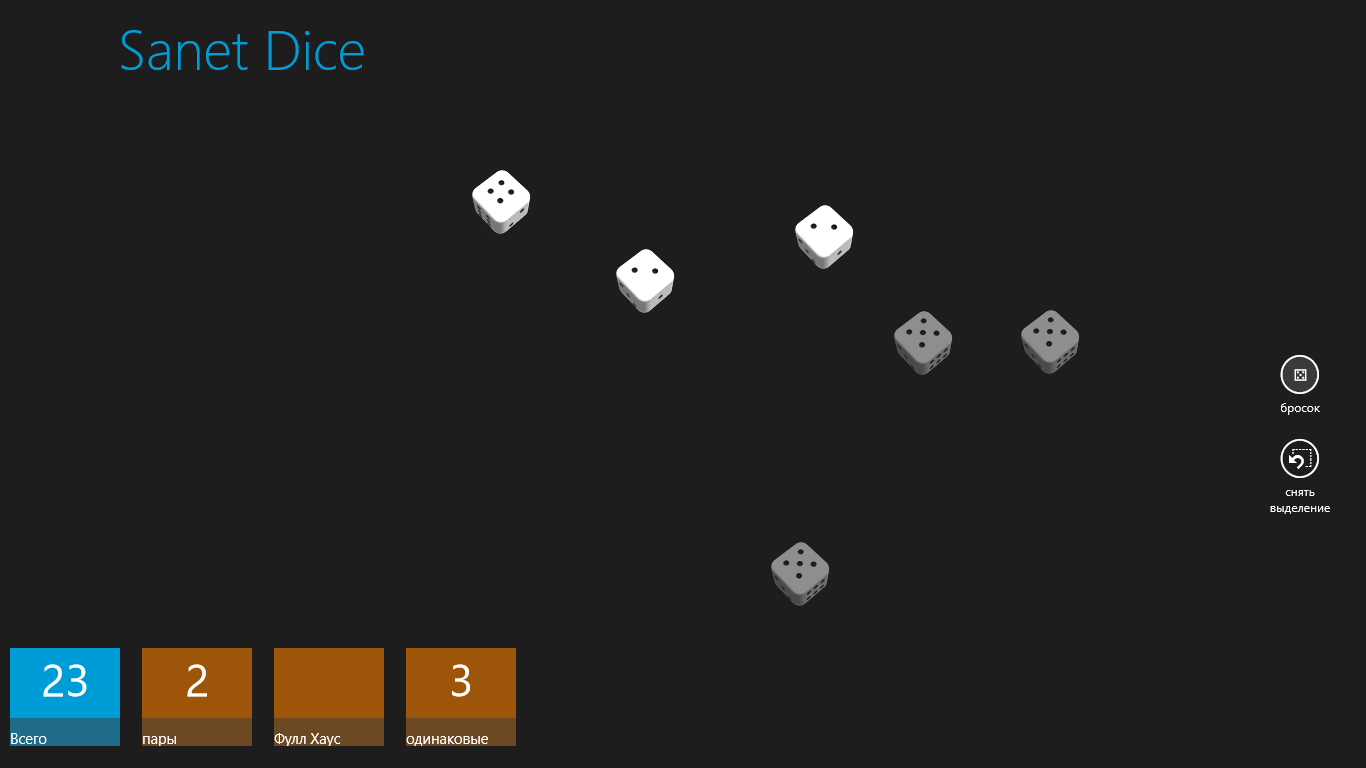 Sanet Dice
бросок
снять
выделение
23
Всего
2
пары
Фулл Хаус
3
одинаковые